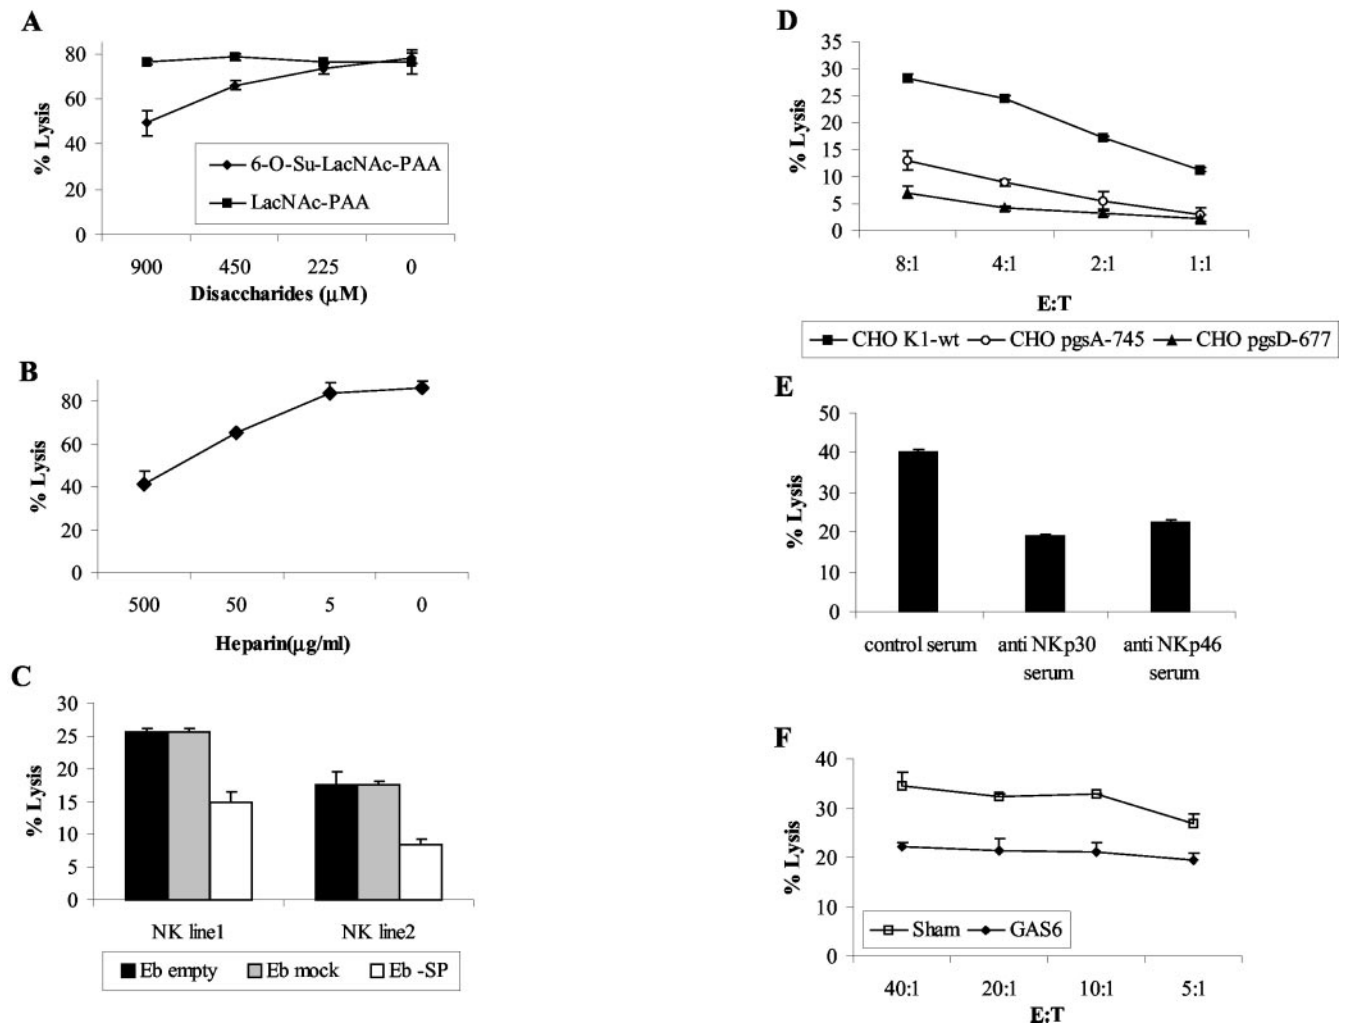 A
% Lysis
80
60
40
20
0
6-O-Su-LacNAc-PAA
LacNAc-PAA
900 450 225 0
Disaccharides (μM)
B
% Lysis
80
60
40
20
0
500 50 5 0
Heparin(μg/ml)
C
% Lysis
30
25
20
15
10
5
0
NK line1 NK line2
Eb empty Eb mock Eb -SP
D
% Lysis
35
30
25
20
15
10
5
0
8:1 4:1 2:1 1:1
E:T
CHO K1-wt CHO pgsA-745 CHO pgsD-677
E
% Lysis
50
40
30
20
10
0
control serum anti NKp30 anti NKp46
serum serum
F
% Lysis
40
30
20
10
0
Sham GAS6
40:1 20:1 10:1 5:1
E:T